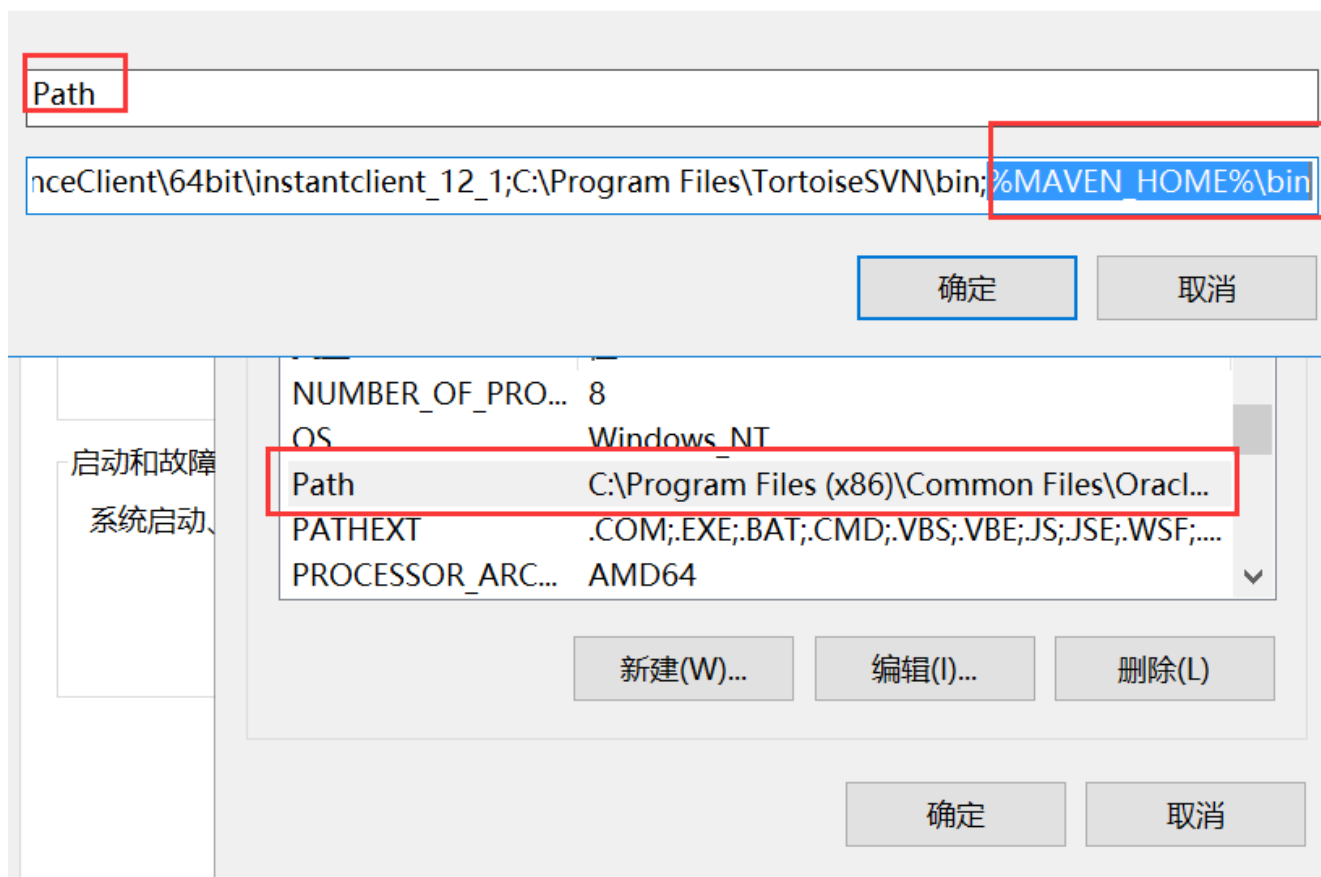 Path
nceClient\64bit\instantclient_12_1;C:\Program Files\TortoiseSVN\bin;%MAVEN_HOME%\bin
确定 取消
NUMBER_OF_PRO... 8
OS Windows_NT
启动和故障
Path C:\Program Files (x86)\Common Files\Oracl...
系统启动、
PATHEXT .COM;.EXE;.BAT;.CMD;.VBS;.VBE;.JS;.JSE;.WSF;....
PROCESSOR_ARC... AMD64
新建(W)... 编辑(I)... 删除(L)
确定 取消